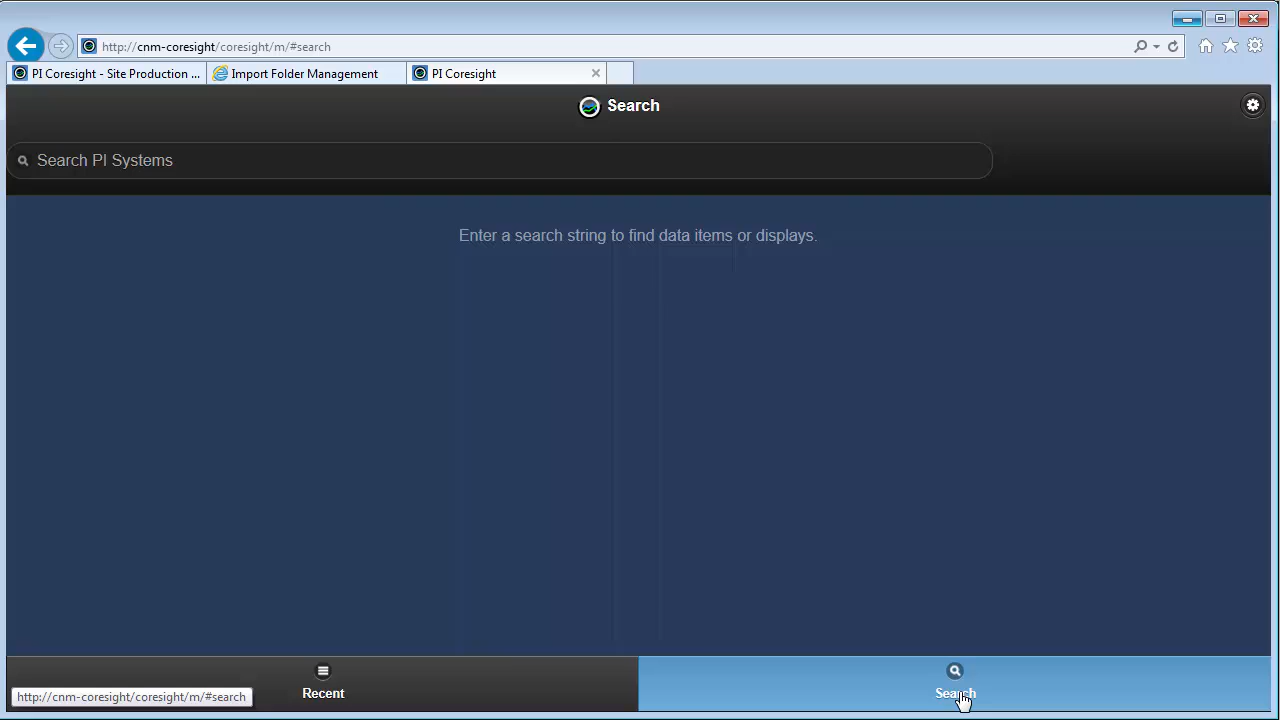 http://cnm-coresight/coresight/m/#search
PI Coresight - Site Production ...
Import Folder Management
PI Coresight
Search
Search PI Systems
Enter a search string to find data items or displays.
Recent
Search
http://cnm-coresight/coresight/m/#search